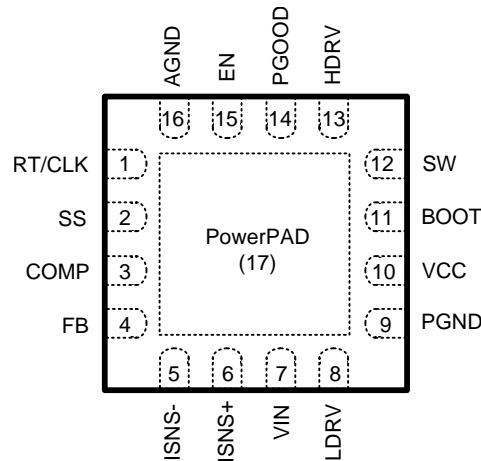 AGND
EN
PGOOD
HDRV
16
15
14
13
RT/CLK
1
12
SW
SS
2
11
BOOT
PowerPAD
(17)
COMP
3
10
VCC
FB
4
9
PGND
5
6
7
8
ISNS-
ISNS+
VIN
LDRV